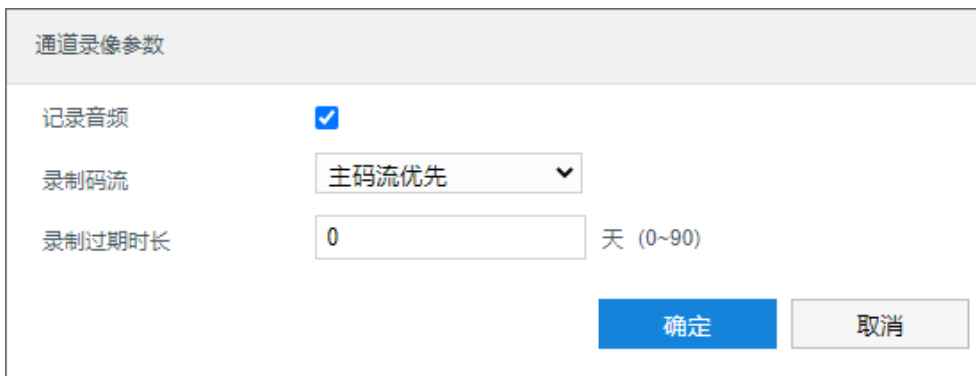 通道录像参数
记录音频
录制码流 主码流优先
录制过期时长 0 天 (0~90)
确定 取消